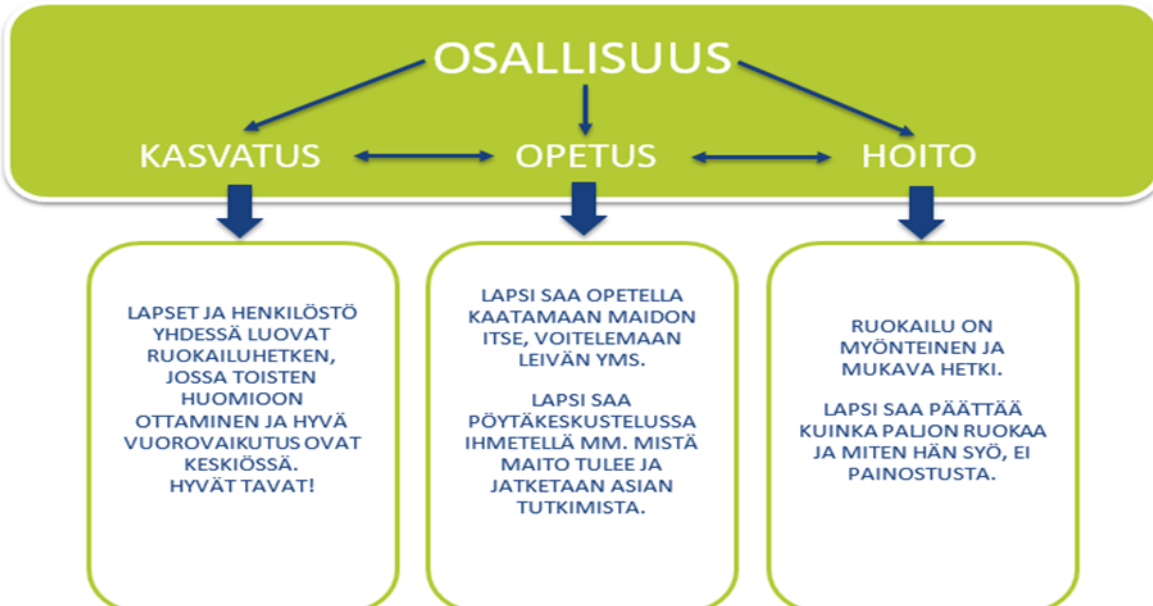 OSALLISUUS
KASVATUS
OPETUS
HOITO
LAPSET JA HENKILÖSTÖ
YHDESSÄ LUOVAT
RUOKAILUHETKEN,
JOSSA TOISTEN
HUOMIOON
OTTAMINEN JA HYVÄ
VUOROVAIKUTUS OVAT
KESKIÖSSÄ.
HYVÄT TAVAT!
LAPSI SAA OPETELLA
KAATAMAAN MAIDON
ITSE, VOITELEMAAN
LEIVÄN YMS.
LAPSI SAA
PÖYTÄKESKUSTELUSSA
IHMETELLÄ MM. MISTÄ
MAITO TULEE JA
JATKETAAN ASIAN
TUTKIMISTA.
RUOKAILU ON
MYÖNTEINEN JA
MUKAVA HETKI.
LAPSI SAA PÄÄTTÄÄ
KUINKA PALJON RUOKAA
JA MITEN HÄN SYÖ, EI
PAINOSTUSTA.